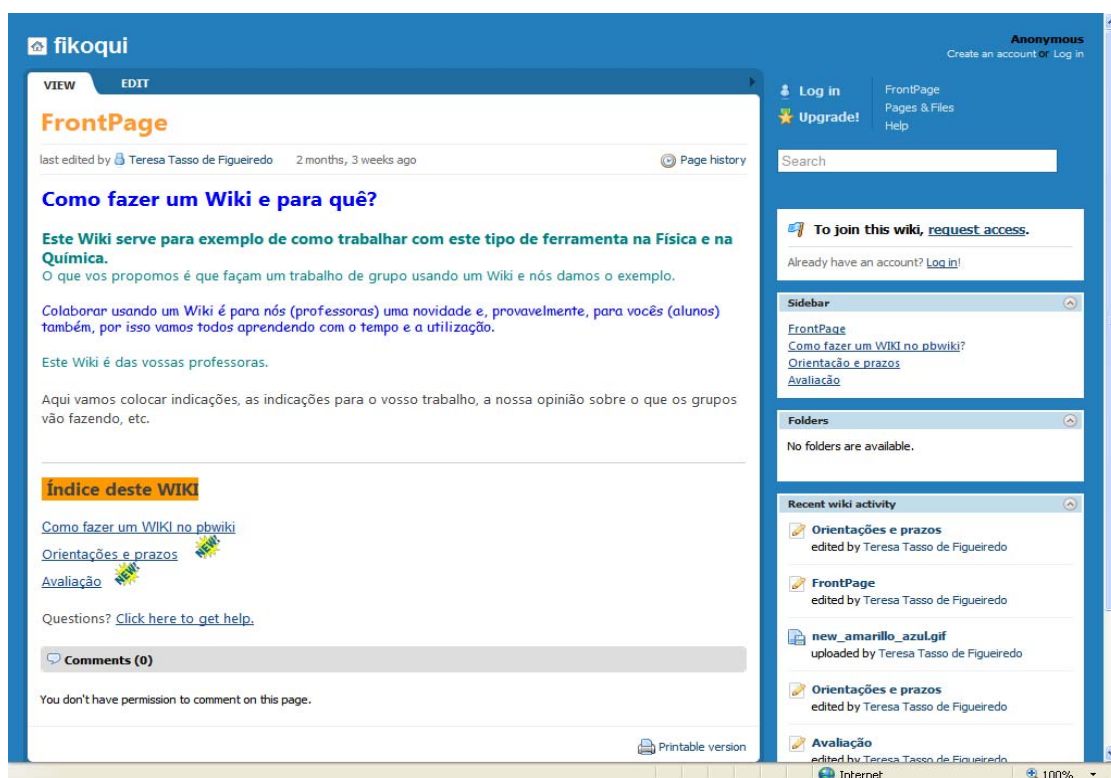 fikoqui
Anonymous
Create an account or Log in
VIEW EDIT
FrontPage
last edited by Teresa Tasso de Figueiredo 2 months, 3 weeks ago Page history
Como fazer um Wiki e para quê?
Este Wiki serve para exemplo de como trabalhar com este tipo de ferramenta na Física e na
Química.
O que vos propomos é que façam um trabalho de grupo usando um Wiki e nós damos o exemplo.
Colaborar usando um Wiki é para nós (professoras) uma novidade e, provavelmente, para vocês (alunos)
também, por isso vamos todos aprendendo com o tempo e a utilização.
Este Wiki é das vossas professoras.
Aqui vamos colocar indicações, as indicações para o vosso trabalho, a nossa opinião sobre o que os grupos
vão fazendo, etc.
Índice deste WIKI
Como fazer um WIKI no pbwiki
Orientações e prazos NEW!
Avaliação NEW!
Questions? Click here to get help.
Comments (0)
You don't have permission to comment on this page.
Printable version
Log in
Upgrade!
FrontPage
Pages & Files
Help
Search
To join this wiki, request access.
Already have an account? Log in!
Sidebar
FrontPage
Como fazer um WIKI no pbwiki?
Orientacão e prazos
Avaliacão
Folders
No folders are available.
Recent wiki activity
Orientações e prazos
edited by Teresa Tasso de Figueiredo
FrontPage
edited by Teresa Tasso de Figueiredo
new_amarillo_azul.gif
uploaded by Teresa Tasso de Figueiredo
Orientações e prazos
edited by Teresa Tasso de Figueiredo
Avaliação
edited by Teresa Tasso de Figueiredo
Internet 100%